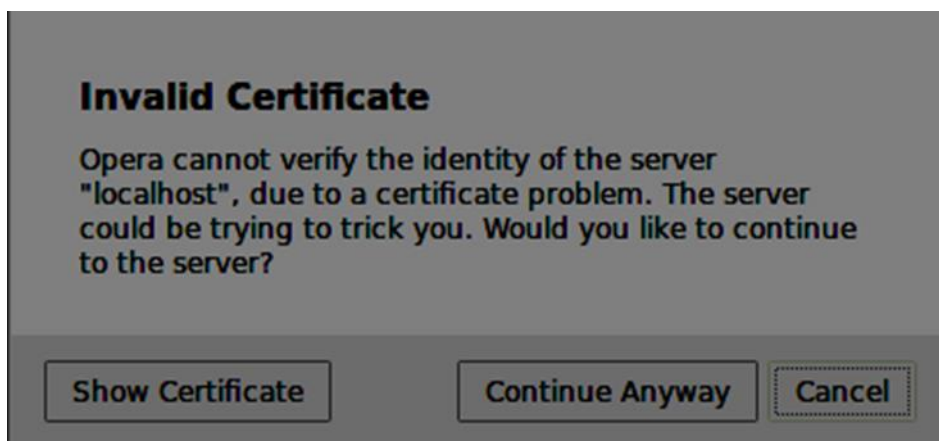 Invalid Certificate
Opera cannot verify the identity of the server
"localhost", due to a certificate problem. The server
could be trying to trick you. Would you like to continue
to the server?
Show Certificate
Continue Anyway
Cancel